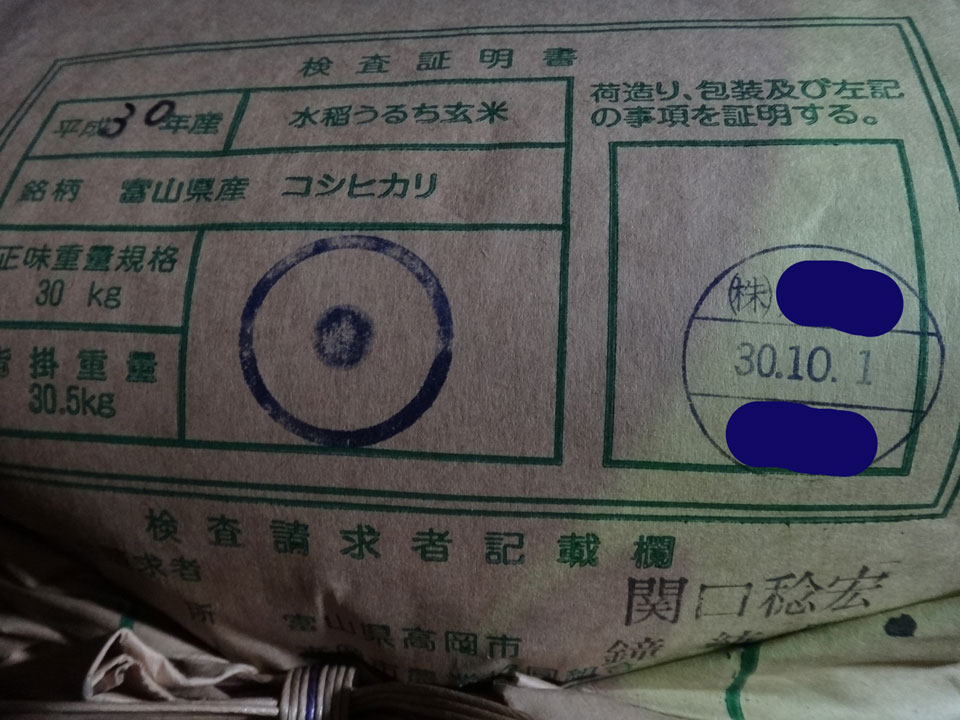 検査証明書
平成30年産
水稲うるち玄米
銘柄 富山県産 コシヒカリ
正味重量規格
30 kg
皆掛重量
30.5kg
荷造り、包装及び左記
の事項を証明する。
(株)
30.10.1
検査請求者記載欄
請求者
関口稔宏
所 富山県高岡市